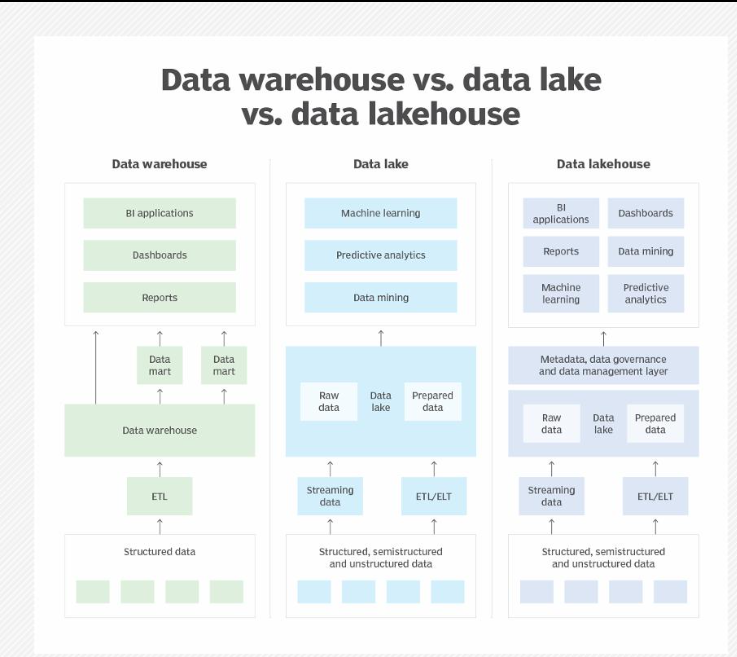 Data warehouse vs. data lake
vs. data lakehouse
Data warehouse
BI applications
Dashboards
Reports
Data
mart
Data
mart
Data warehouse
ETL
Structured data
Data lake
Machine learning
Predictive analytics
Data mining
Raw
data
Data
lake
Prepared
data
Streaming
data
ETL/ELT
Structured, semistructured
and unstructured data
Data lakehouse
BI
applications
Dashboards
Reports
Data mining
Machine
learning
Predictive
analytics
Metadata, data governance
and data management layer
Raw
data
Data
lake
Prepared
data
Streaming
data
ETL/ELT
Structured, semistructured
and unstructured data